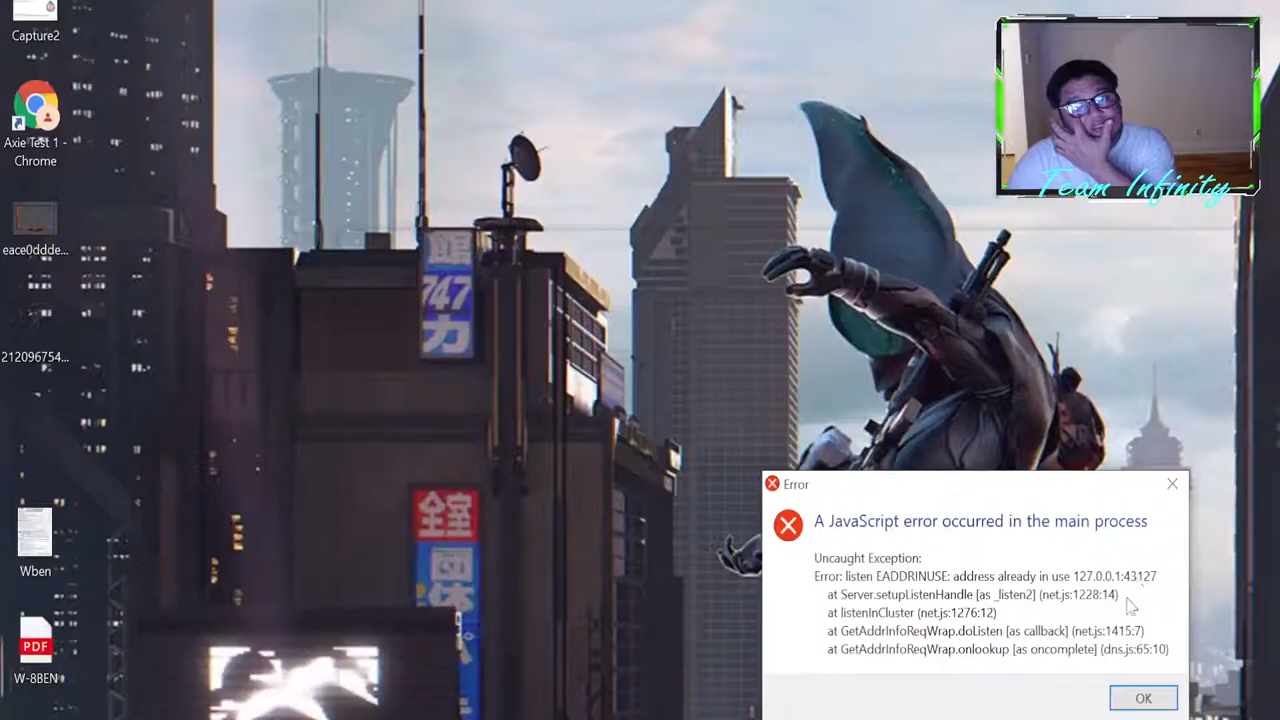 Capture2
Axie Test 1 -
Chrome
eace0ddde...
212096754...
Wben
PDF
W-8BEN
館
747
力
全室
Team Infinity
Error
A JavaScript error occurred in the main process
Uncaught Exception:
Error: listen EADDRINUSE: address already in use 127.0.0.1:43127
at Server.setupListenHandle [as _listen2] (net.js:1228:14)
at listenInCluster (net.js:1276:12)
at GetAddrInfoReqWrap.doListen [as callback] (net.js:1415:7)
at GetAddrInfoReqWrap.onlookup [as oncomplete] (dns.js:65:10)
OK